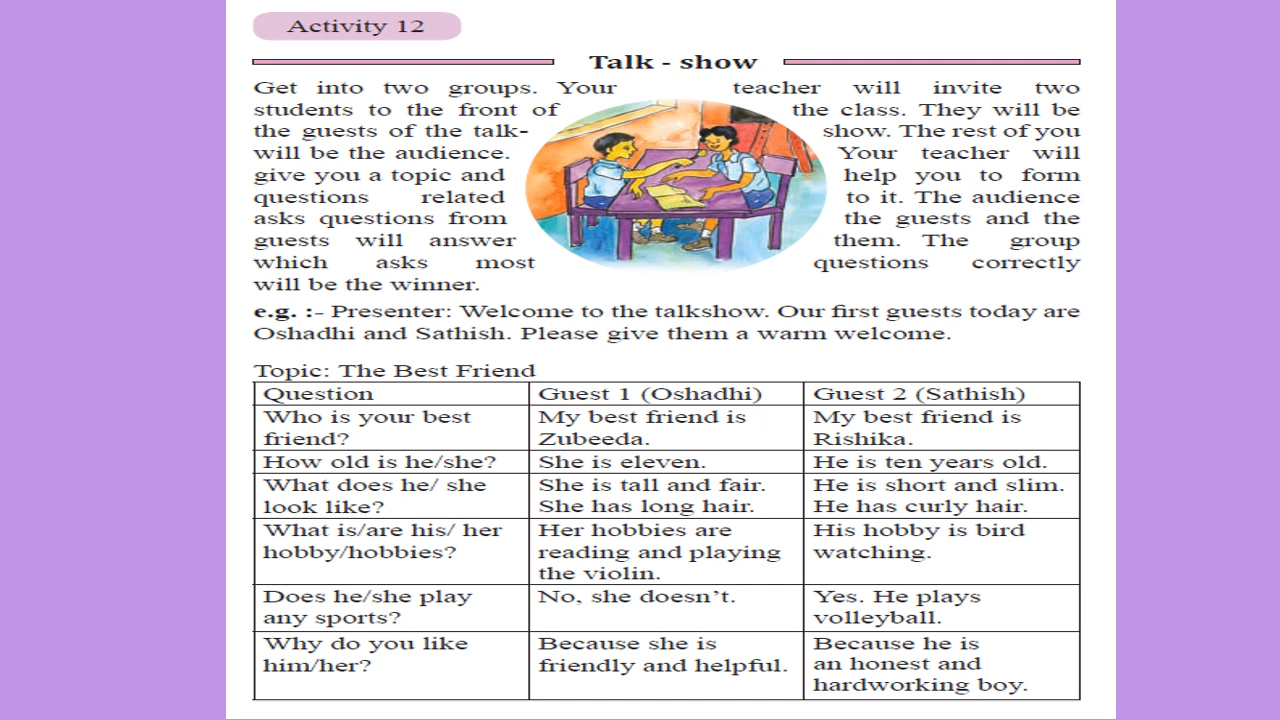 Activity 12
Talk - show
Get into two groups. Your teacher will invite two
students to the front of the class. They will be
the guests of the talk- show. The rest of you
will be the audience. Your teacher will
give you a topic and help you to form
questions related to it. The audience
asks questions from the guests and the
guests will answer them. The group
which asks most questions correctly
will be the winner.
e.g. :- Presenter: Welcome to the talkshow. Our first guests today are
Oshadhi and Sathish. Please give them a warm welcome.
Topic: The Best Friend
Question Guest 1 (Oshadhi) Guest 2 (Sathish)
Who is your best My best friend is My best friend is
friend? Zubeeda. Rishika.
How old is he/she? She is eleven. He is ten years old.
What does he/ she She is tall and fair. He is short and slim.
look like? She has long hair. He has curly hair.
What is/are his/ her Her hobbies are His hobby is bird
hobby/hobbies? reading and playing watching.
the violin.
Does he/she play No, she doesn't. Yes. He plays
any sports? volleyball.
Why do you like Because she is Because he is
him/her? friendly and helpful. an honest and
hardworking boy.